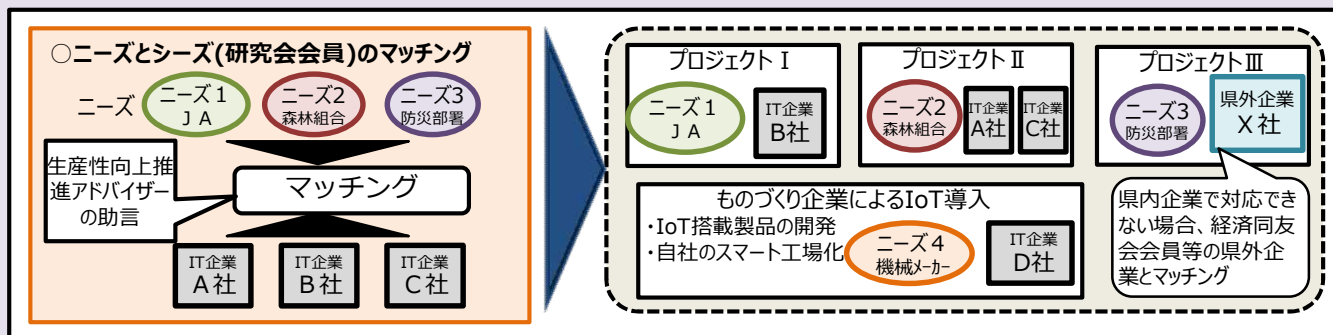 ○ニーズとシーズ(研究会会員)のマッチング
ニーズ
ニーズ１
ＪＡ
ニーズ2
森林組合
ニーズ3
防災部署
生産性向上推
進アドバイザー
の助言
マッチング
IT企業
Ａ社
IT企業
Ｂ社
IT企業
Ｃ社
プロジェクトⅠ
ニーズ１
ＪＡ
IT企業
Ｂ社
プロジェクトⅡ
ニーズ2
森林組合
IT企業
A社
IT企業
C社
プロジェクトⅢ
ニーズ3
防災部署
県外企業
Ｘ社
ものづくり企業によるIoT導入
・IoT搭載製品の開発
・自社のスマート工場化
ニーズ４
機械メーカー
IT企業
Ｄ社
県内企業で対応でき
ない場合、経済同友
会会員等の県外企
業とマッチング